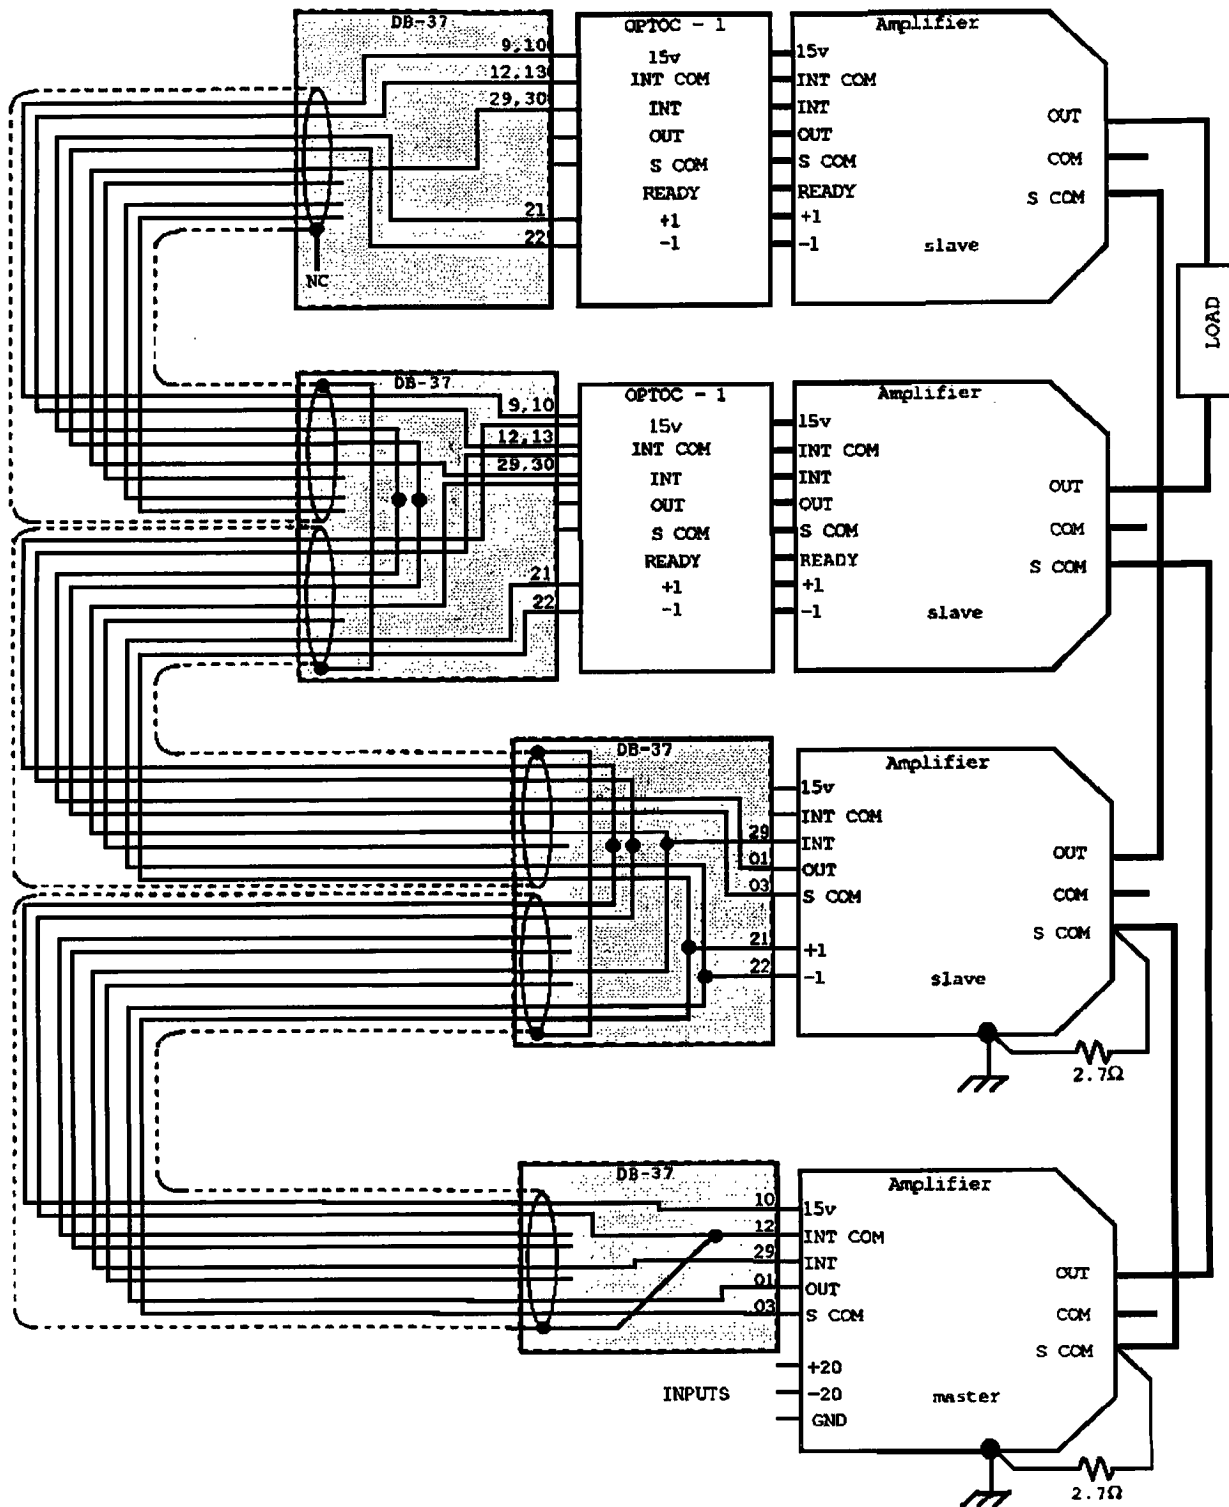 DB-37
OPTOC - 1
Amplifier
9,10
15v
15v
12,13
INT COM
INT COM
29,30
INT
INT
OUT
OUT
OUT
S COM
S COM
COM
READY
READY
S COM
21
+1
+1
22
-1
-1
slave
NC
LOAD
DB-37
OPTOC - 1
Amplifier
9,10
15v
15v
12,13
INT COM
INT COM
29,30
INT
INT
OUT
OUT
OUT
S COM
S COM
COM
READY
READY
S COM
21
+1
+1
22
-1
-1
slave
DB-37
Amplifier
15v
INT COM
29
INT
OUT
01
OUT
03
S COM
COM
S COM
21
+1
22
-1
slave
2.7Ω
DB-37
Amplifier
10
15v
12
INT COM
29
INT
OUT
01
OUT
03
S COM
COM
S COM
+20
INPUTS
-20
master
GND
2.7Ω